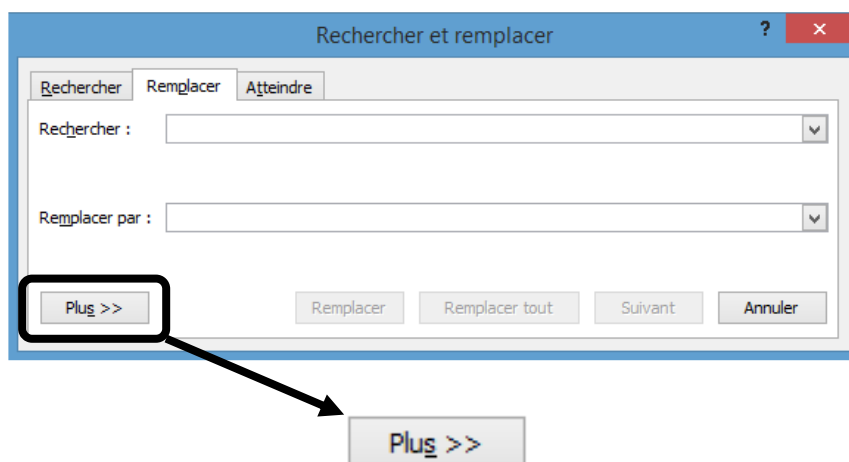 Rechercher et remplacer ?
Rechercher Remplacer Atteindre
Rechercher :
Remplacer par :
Plus >> Remplacer Remplacer tout Suivant Annuler
Plus >>